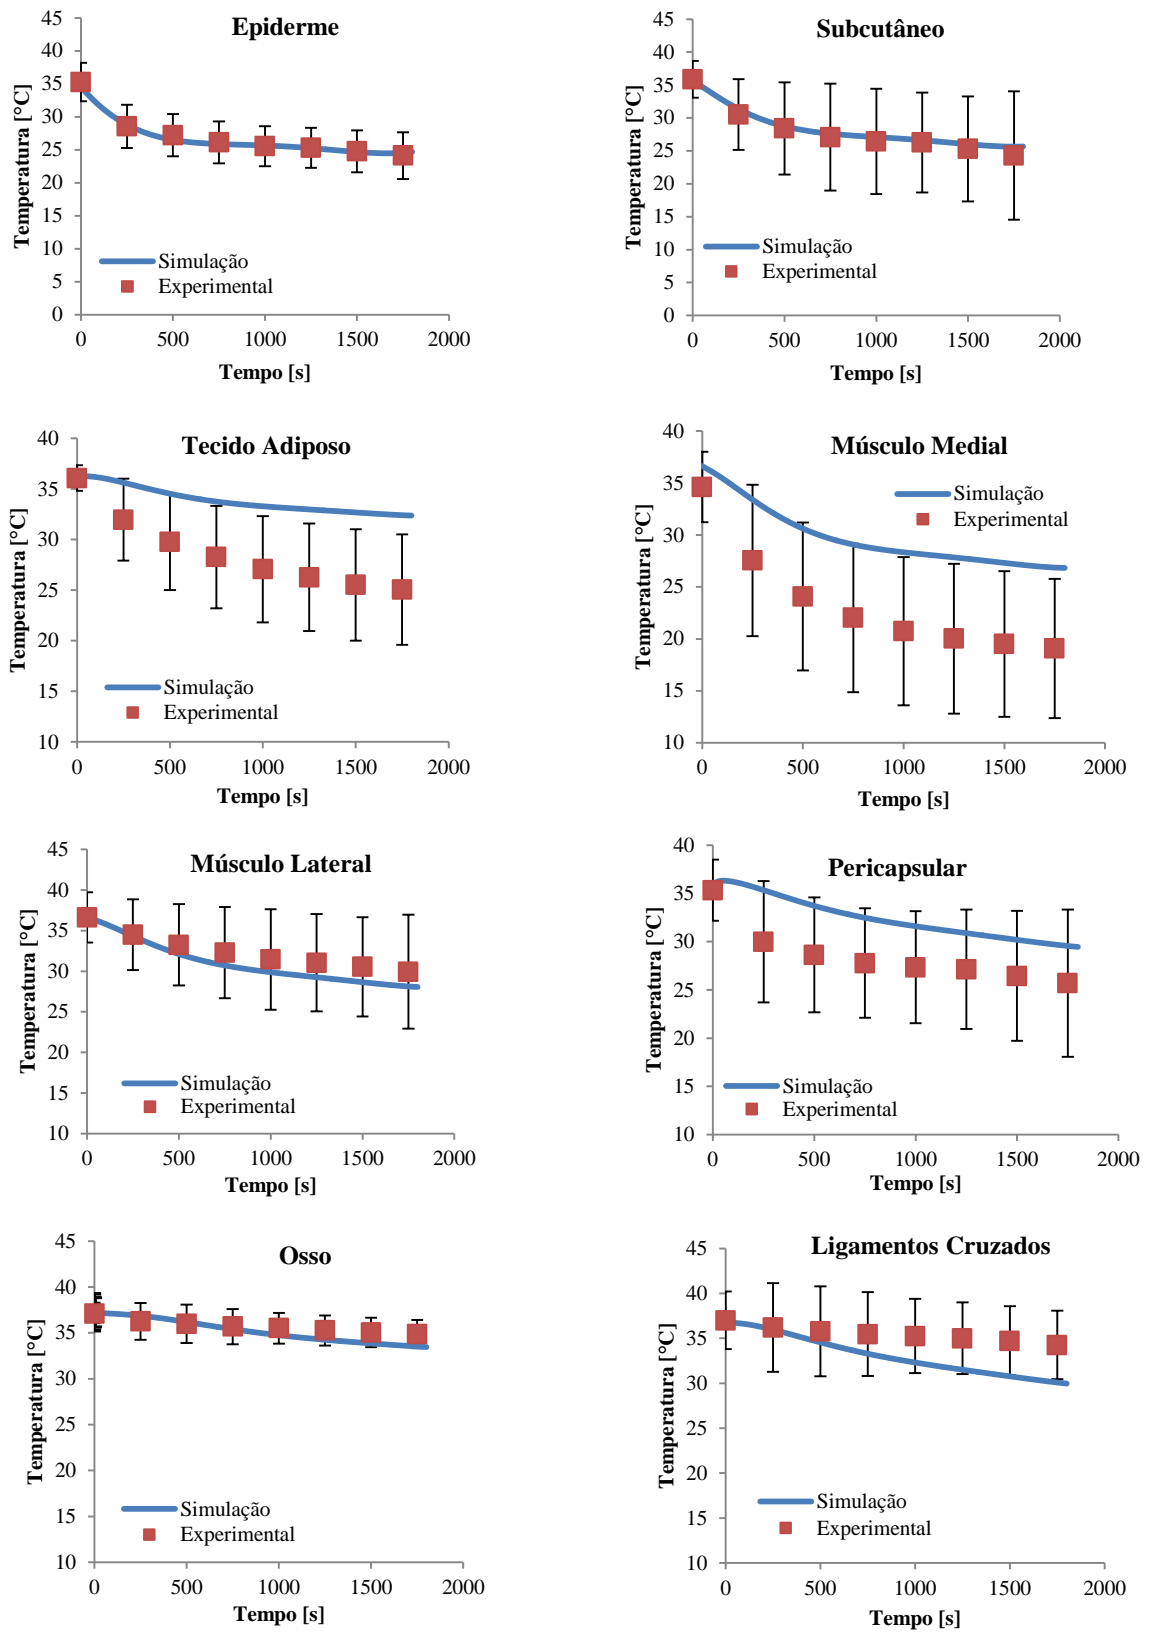 Epiderme
Temperatura [°C]
45
40
35
30
25
20
15
10
5
0
Simulação
Experimental
0 500 1000 1500 2000
Tempo [s]
Subcutâneo
Temperatura [°C]
45
40
35
30
25
20
15
10
5
0
Simulação
Experimental
0 500 1000 1500 2000
Tempo [s]
Tecido Adiposo
Temperatura [°C]
40
35
30
25
20
15
10
Simulação
Experimental
0 500 1000 1500 2000
Tempo [s]
Músculo Medial
Temperatura [°C]
40
35
30
25
20
15
10
Simulação
Experimental
0 500 1000 1500 2000
Tempo [s]
Músculo Lateral
Temperatura [°C]
45
40
35
30
25
20
15
10
Simulação
Experimental
0 500 1000 1500 2000
Tempo [s]
Pericapsular
Temperatura [°C]
40
35
30
25
20
15
10
Simulação
Experimental
0 500 1000 1500 2000
Tempo [s]
Osso
Temperatura [°C]
45
40
35
30
25
20
15
10
Simulação
Experimental
0 500 1000 1500 2000
Tempo [s]
Ligamentos Cruzados
Temperatura [°C]
45
40
35
30
25
20
15
10
Simulação
Experimental
0 500 1000 1500 2000
Tempo [s]